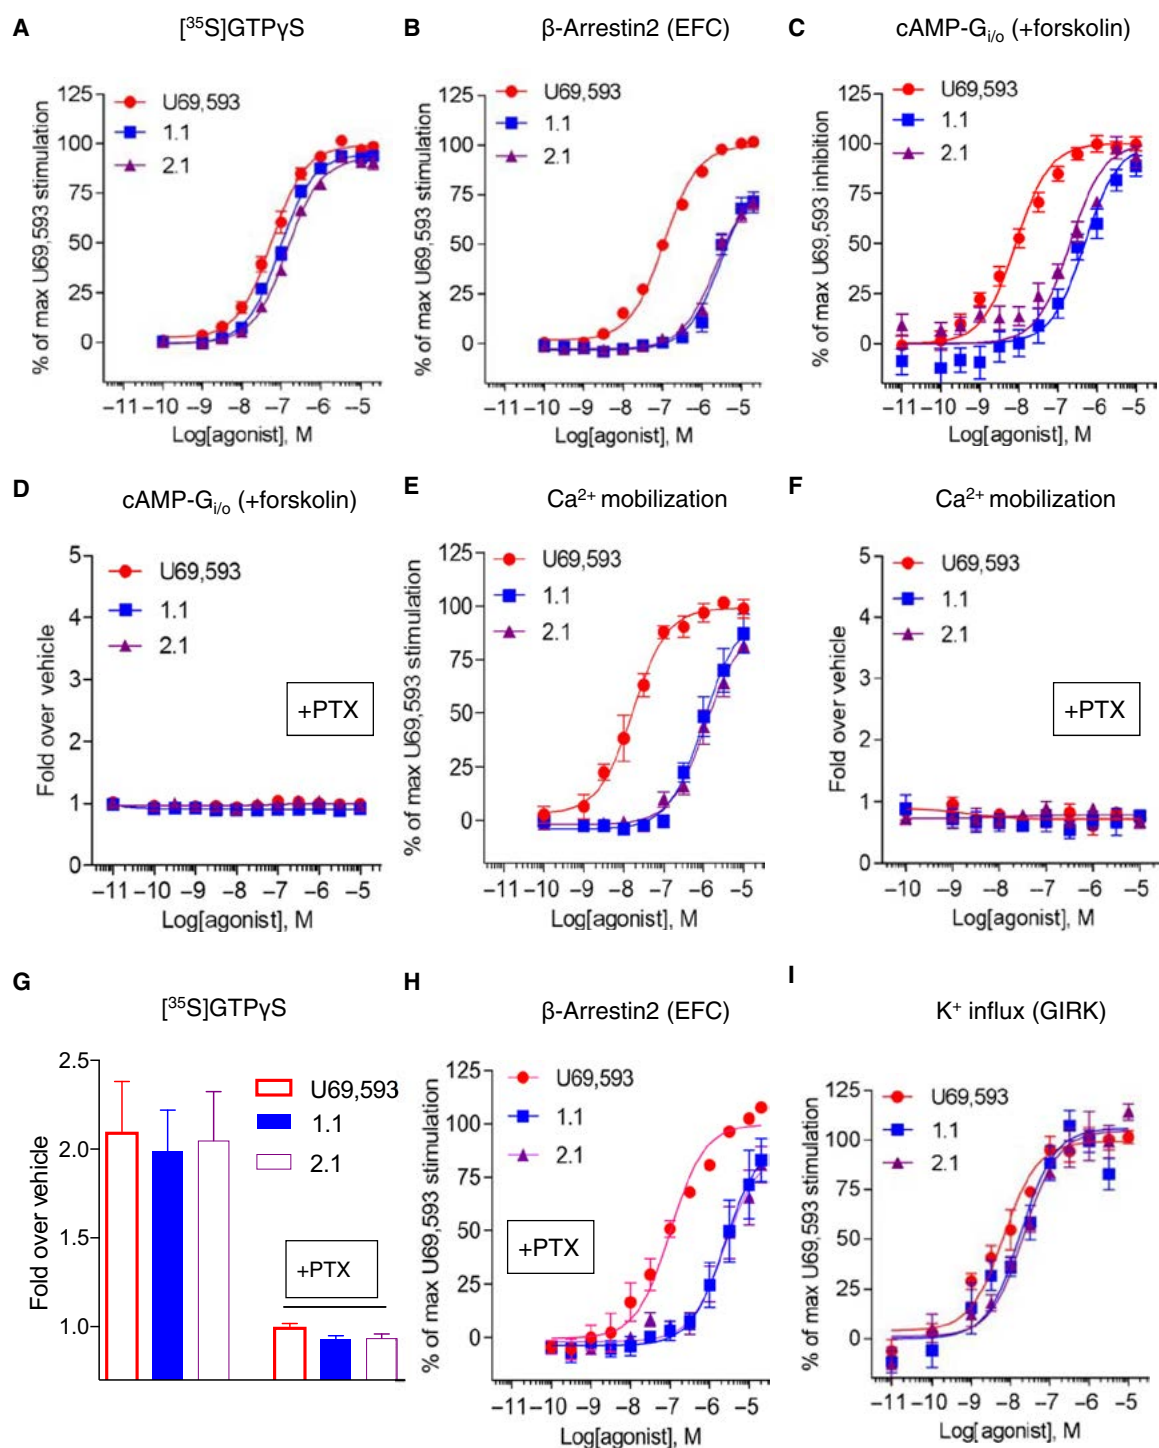 A
[³⁵S]GTPγS
% of max U69,593 stimulation
125
100
75
50
25
0
U69,593
1.1
2.1
−11 −10 −9 −8 −7 −6 −5
Log[agonist], M
B
β-Arrestin2 (EFC)
% of max U69,593 stimulation
125
100
75
50
25
0
U69,593
1.1
2.1
−11 −10 −9 −8 −7 −6 −5
Log[agonist], M
C
cAMP-Gi/o (+forskolin)
% of max U69,593 inhibition
125
100
75
50
25
0
U69,593
1.1
2.1
−11 −10 −9 −8 −7 −6 −5
Log[agonist], M
D
cAMP-Gi/o (+forskolin)
Fold over vehicle
5
4
3
2
1
0
U69,593
1.1
2.1
+PTX
−11 −10 −9 −8 −7 −6 −5
Log[agonist], M
E
Ca²⁺ mobilization
% of max U69,593 stimulation
125
100
75
50
25
0
U69,593
1.1
2.1
−11 −10 −9 −8 −7 −6 −5
Log[agonist], M
F
Ca²⁺ mobilization
Fold over vehicle
5
4
3
2
1
0
U69,593
1.1
2.1
+PTX
−10 −9 −8 −7 −6 −5
Log[agonist], M
G
[³⁵S]GTPγS
Fold over vehicle
2.5
2.0
1.5
1.0
U69,593
1.1
2.1
+PTX
H
β-Arrestin2 (EFC)
% of max U69,593 stimulation
125
100
75
50
25
0
U69,593
1.1
2.1
+PTX
−11 −10 −9 −8 −7 −6 −5
Log[agonist], M
I
K⁺ influx (GIRK)
% of max U69,593 stimulation
125
100
75
50
25
0
U69,593
1.1
2.1
−11 −10 −9 −8 −7 −6 −5
Log[agonist], M